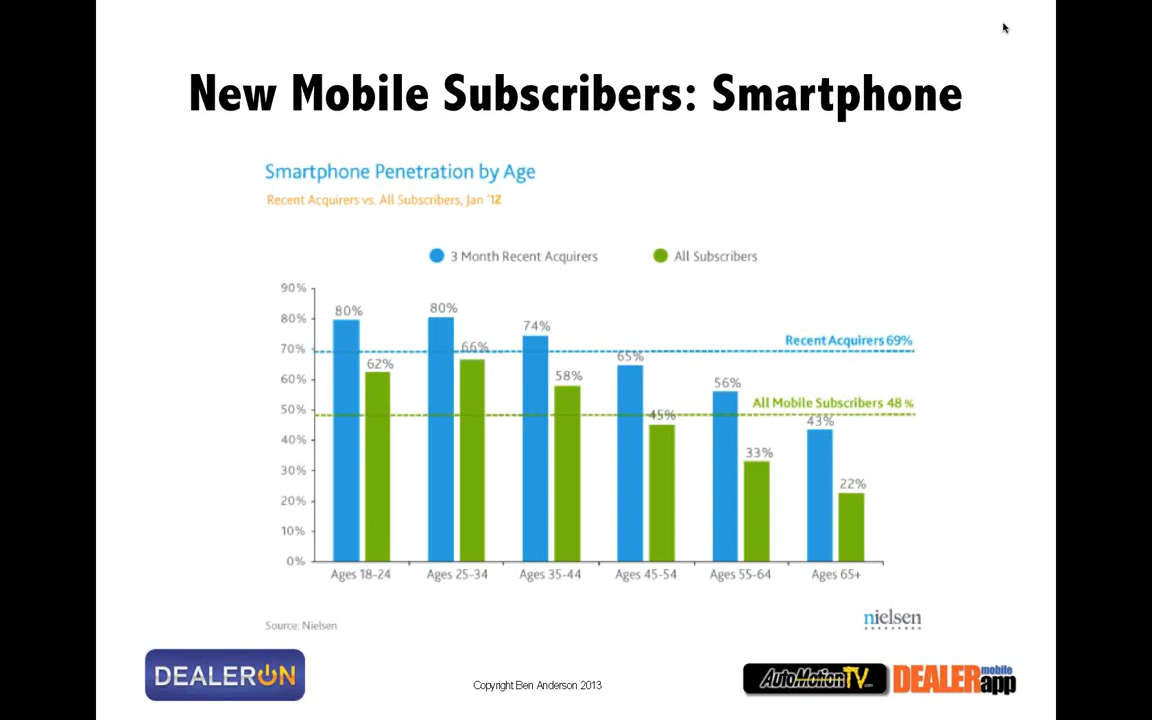 New Mobile Subscribers: Smartphone
Smartphone Penetration by Age
Recent Acquirers vs. All Subscribers, Jan '12
3 Month Recent Acquirers All Subscribers
90%
80%
70%
60%
50%
40%
30%
20%
10%
0%
80% 62%
80% 66%
74% 58%
65% 45%
56% 33%
43% 22%
Recent Acquirers 69%
All Mobile Subscribers 48 %
Ages 18-24 Ages 25-34 Ages 35-44 Ages 45-54 Ages 55-64 Ages 65+
Source: Nielsen
nielsen
DEALERON
Copyright Ben Anderson 2013
AutoMotionTV.com
DEALER mobile app